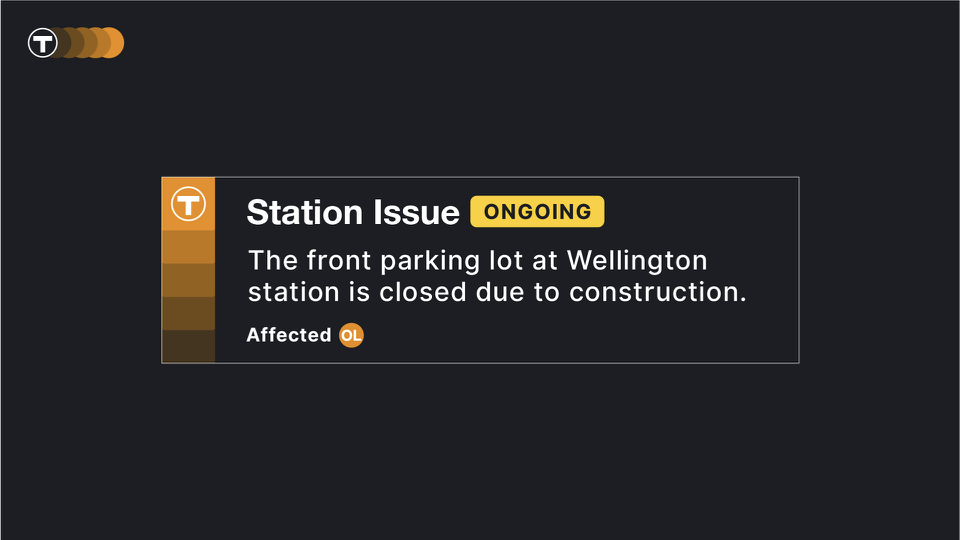 T
T
Station Issue ONGOING
The front parking lot at Wellington
station is closed due to construction.
Affected OL